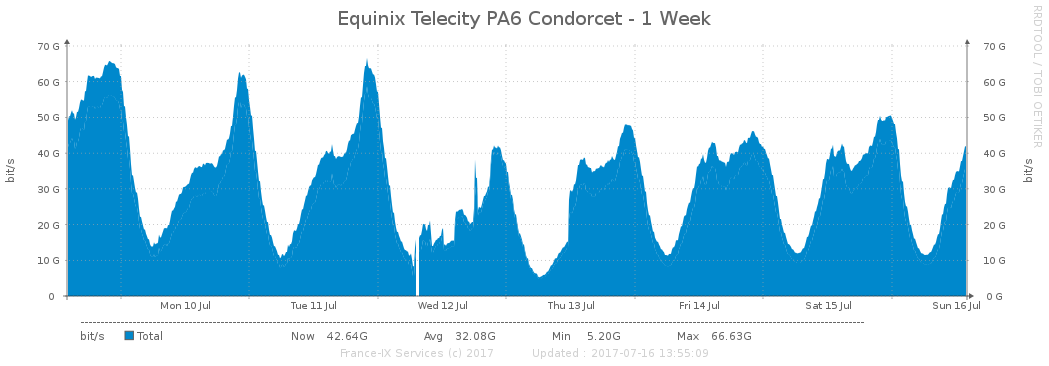 Equinix Telecity PA6 Condorcet - 1 Week
RRDTOOL / TOBI OETIKER
bit/s
bit/s
70 G 70 G
60 G 60 G
50 G 50 G
40 G 40 G
30 G 30 G
20 G 20 G
10 G 10 G
0 0 G
Mon 10 Jul Tue 11 Jul Wed 12 Jul Thu 13 Jul Fri 14 Jul Sat 15 Jul Sun 16 Jul
bit/s Total Now 42.64G Avg 32.08G Min 5.20G Max 66.63G
France-IX Services (c) 2017 Updated : 2017-07-16 13:55:09